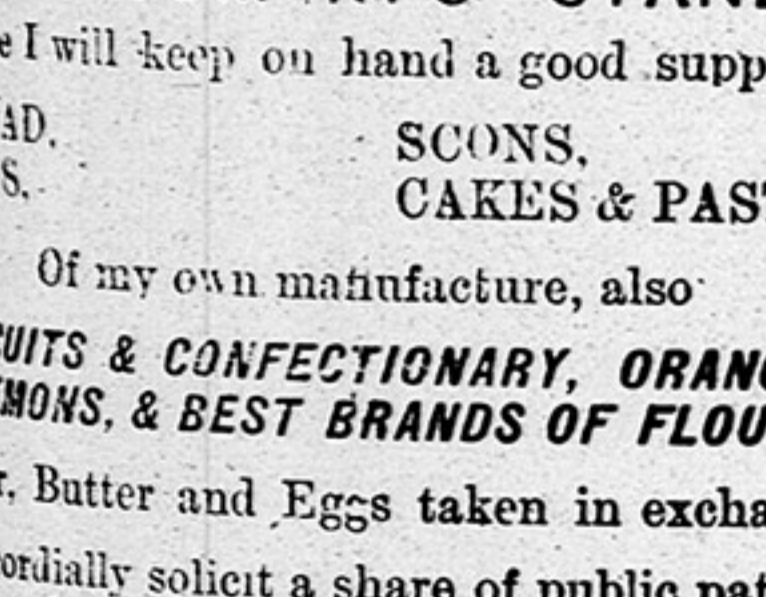 e I will keep on hand a good supp
AD, SCONS,
S, CAKES & PAS
Of my own manufacture, also
UITS & CONFECTIONARY, ORAN
MONS, & BEST BRANDS OF FLOU
r, Butter and Eggs taken in excha
ordially solicit a share of public pat